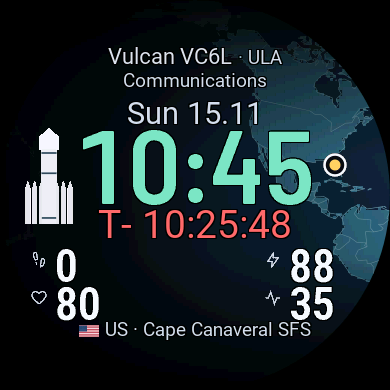 Vulcan VC6L · ULA
Communications
Sun 15.11
10:45
T- 10:25:48
0 88
80 35
US · Cape Canaveral SFS